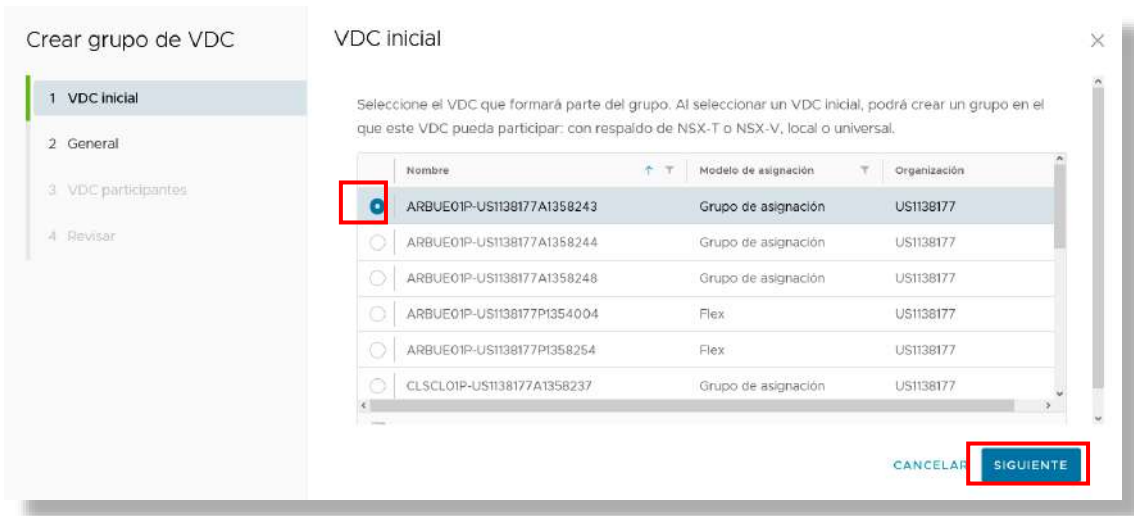 Crear grupo de VDC
1 VDC inicial
2 General
3 VDC participantes
4 Revisar
VDC inicial
Seleccione el VDC que formará parte del grupo. Al seleccionar un VDC inicial, podrá crear un grupo en el
que este VDC pueda participar: con respaldo de NSX-T o NSX-V, local o universal.
Nombre Modelo de asignación Organización
ARBUE01P-US1138177A1358243 Grupo de asignación US1138177
ARBUE01P-US1138177A1358244 Grupo de asignación US1138177
ARBUE01P-US1138177A1358248 Grupo de asignación US1138177
ARBUE01P-US1138177P1354004 Flex US1138177
ARBUE01P-US1138177P1358254 Flex US1138177
CLSCL01P-US1138177A1358237 Grupo de asignación US1138177
CANCELAR SIGUIENTE